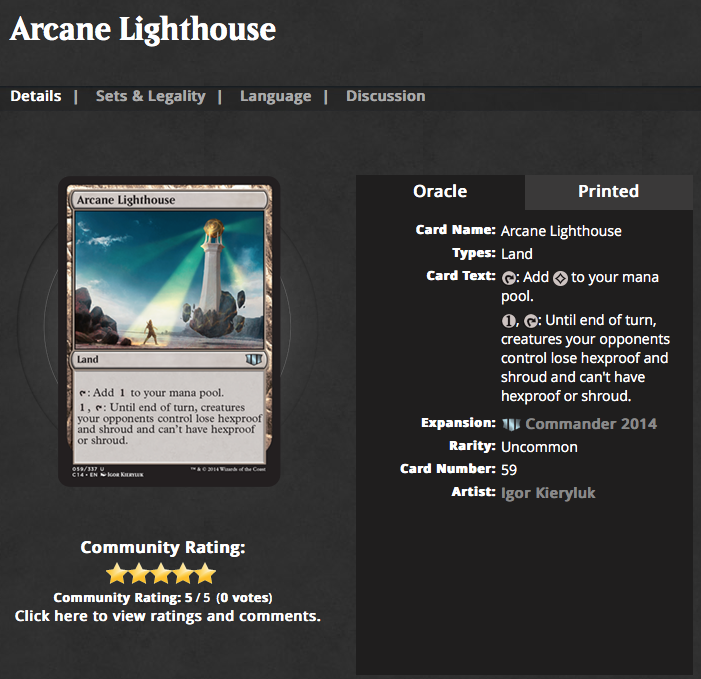 Arcane Lighthouse
Details | Sets & Legality | Language | Discussion
Arcane Lighthouse
Land
: Add 1 to your mana pool.
1, : Until end of turn, creatures
your opponents control lose hexproof
and shroud and can't have hexproof
or shroud.
059/337 U
C14 • EN Igor Kieryluk
™ & © 2014 Wizards of the Coast
Community Rating:
Community Rating: 5 / 5 (0 votes)
Click here to view ratings and comments.
Oracle Printed
Card Name: Arcane Lighthouse
Types: Land
Card Text: : Add to your mana
pool.
1, : Until end of turn,
creatures your opponents
control lose hexproof and
shroud and can't have
hexproof or shroud.
Expansion: Commander 2014
Rarity: Uncommon
Card Number: 59
Artist: Igor Kieryluk